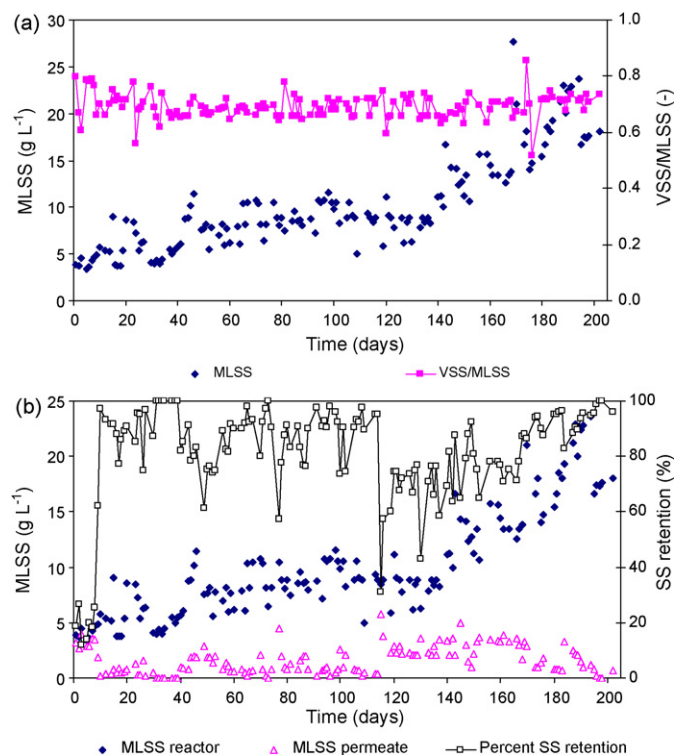 (a)
30
25
20
15
10
5
0
MLSS (g L⁻¹)
1.0
0.8
0.6
0.4
0.2
0.0
VSS/MLSS (-)
0 20 40 60 80 100 120 140 160 180 200
Time (days)
MLSS VSS/MLSS
(b)
25
20
15
10
5
0
MLSS (g L⁻¹)
100
80
60
40
20
0
SS retention (%)
0 20 40 60 80 100 120 140 160 180 200
Time (days)
MLSS reactor MLSS permeate Percent SS retention